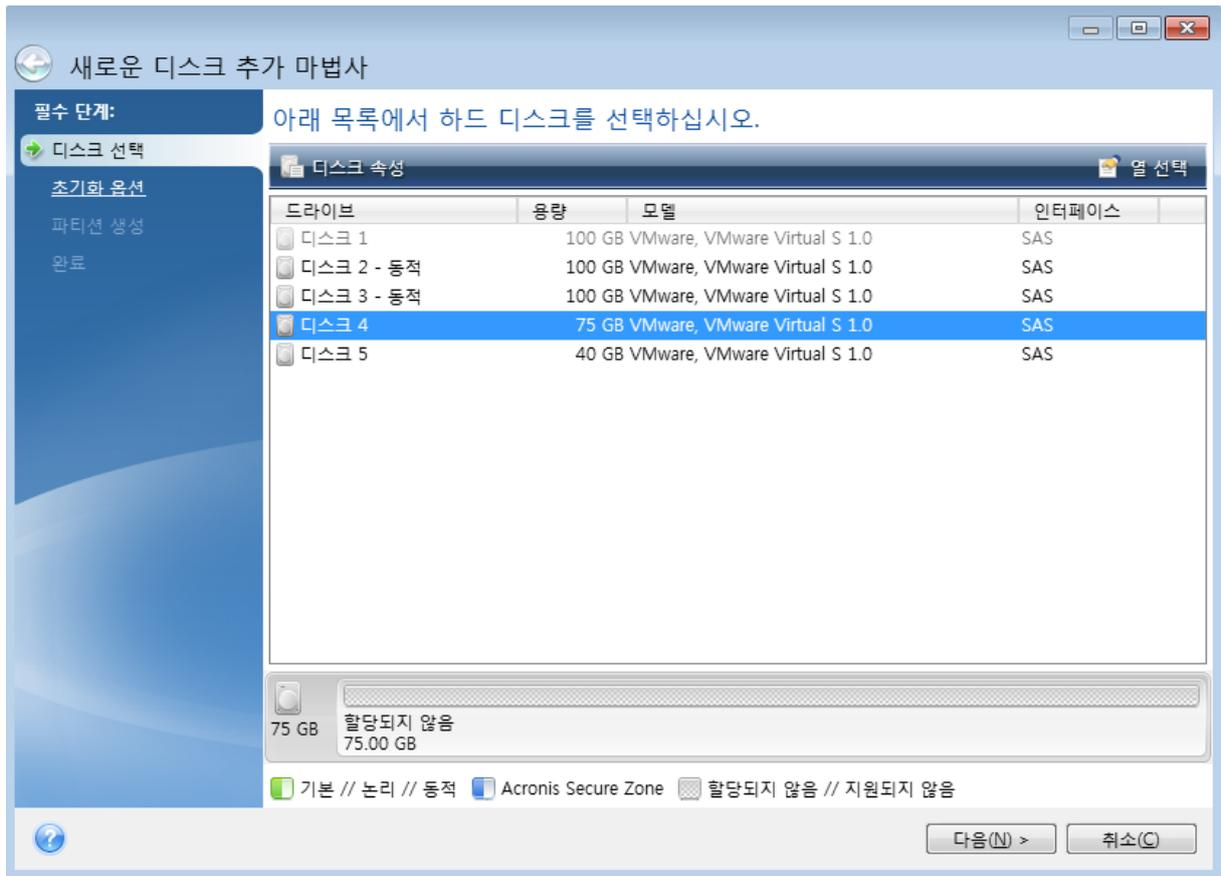 새로운 디스크 추가 마법사
필수 단계:
디스크 선택
초기화 옵션
파티션 생성
완료
아래 목록에서 하드 디스크를 선택하십시오.
디스크 속성 열 선택
드라이브 용량 모델 인터페이스
디스크 1 100 GB VMware, VMware Virtual S 1.0 SAS
디스크 2 - 동적 100 GB VMware, VMware Virtual S 1.0 SAS
디스크 3 - 동적 100 GB VMware, VMware Virtual S 1.0 SAS
디스크 4 75 GB VMware, VMware Virtual S 1.0 SAS
디스크 5 40 GB VMware, VMware Virtual S 1.0 SAS
75 GB
할당되지 않음
75.00 GB
기본 // 논리 // 동적 Acronis Secure Zone 할당되지 않음 // 지원되지 않음
다음(N) > 취소(C)